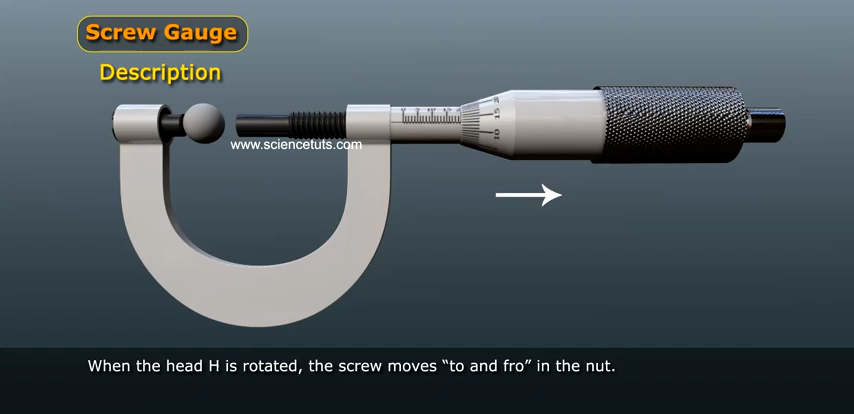 Screw Gauge
Description
www.sciencetuts.com
When the head H is rotated, the screw moves “to and fro” in the nut.